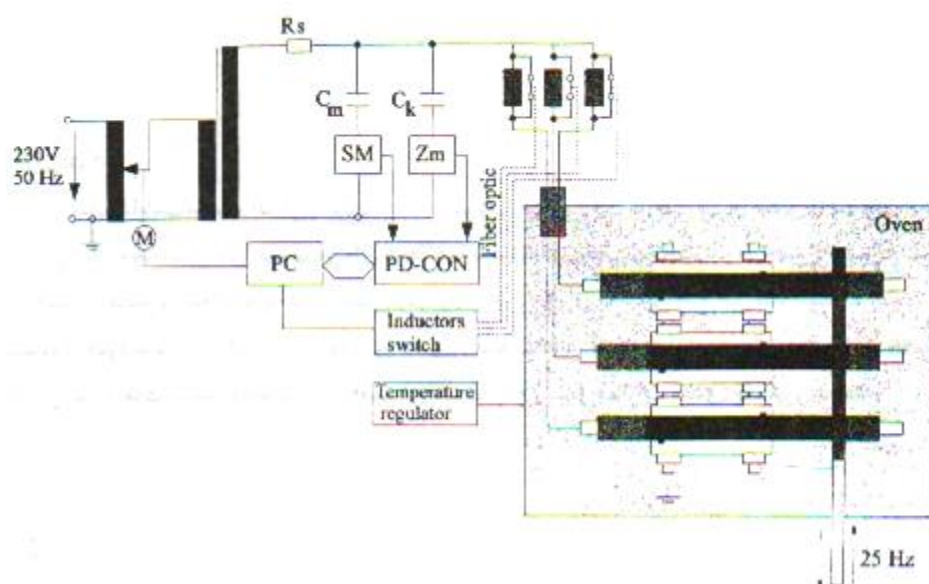 Rs
Cm
Ck
230V
50 Hz
SM
Zm
Fiber optic
Oven
M
PC
PD-CON
Inductors
switch
Temperature
regulator
25 Hz